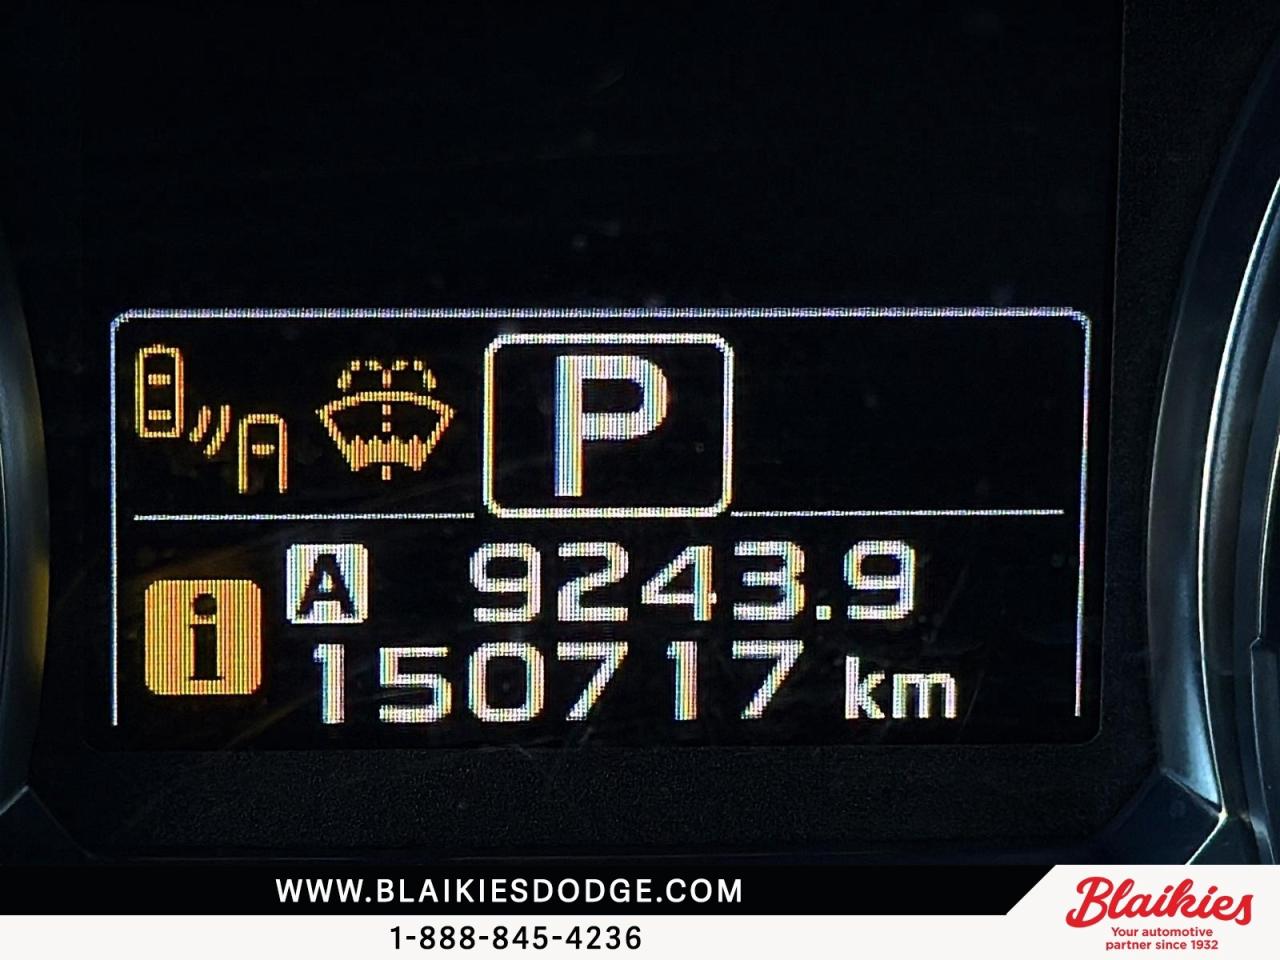 P
i A 9243.9
150717 km
WWW.BLAIKIESDODGE.COM
1-888-845-4236
Blaikies
Your automotive
partner since 1932